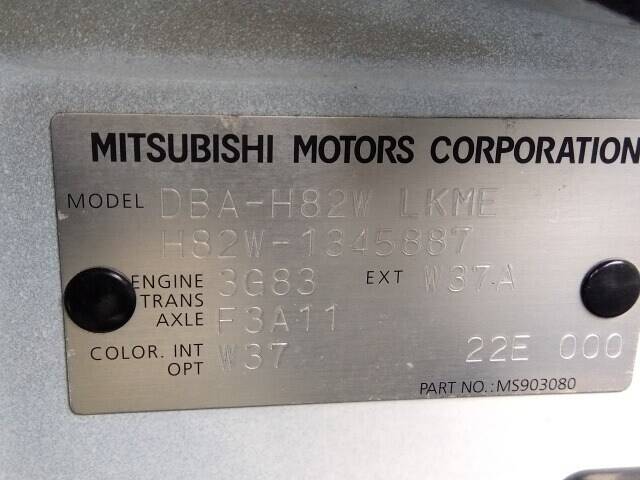 MITSUBISHI MOTORS CORPORATION
MODEL DBA-H82W LKME
H82W-1345887
ENGINE 3G83 EXT W37A
TRANS
AXLE F3A11
COLOR. INT W37 22E 000
OPT
PART NO.: MS903080